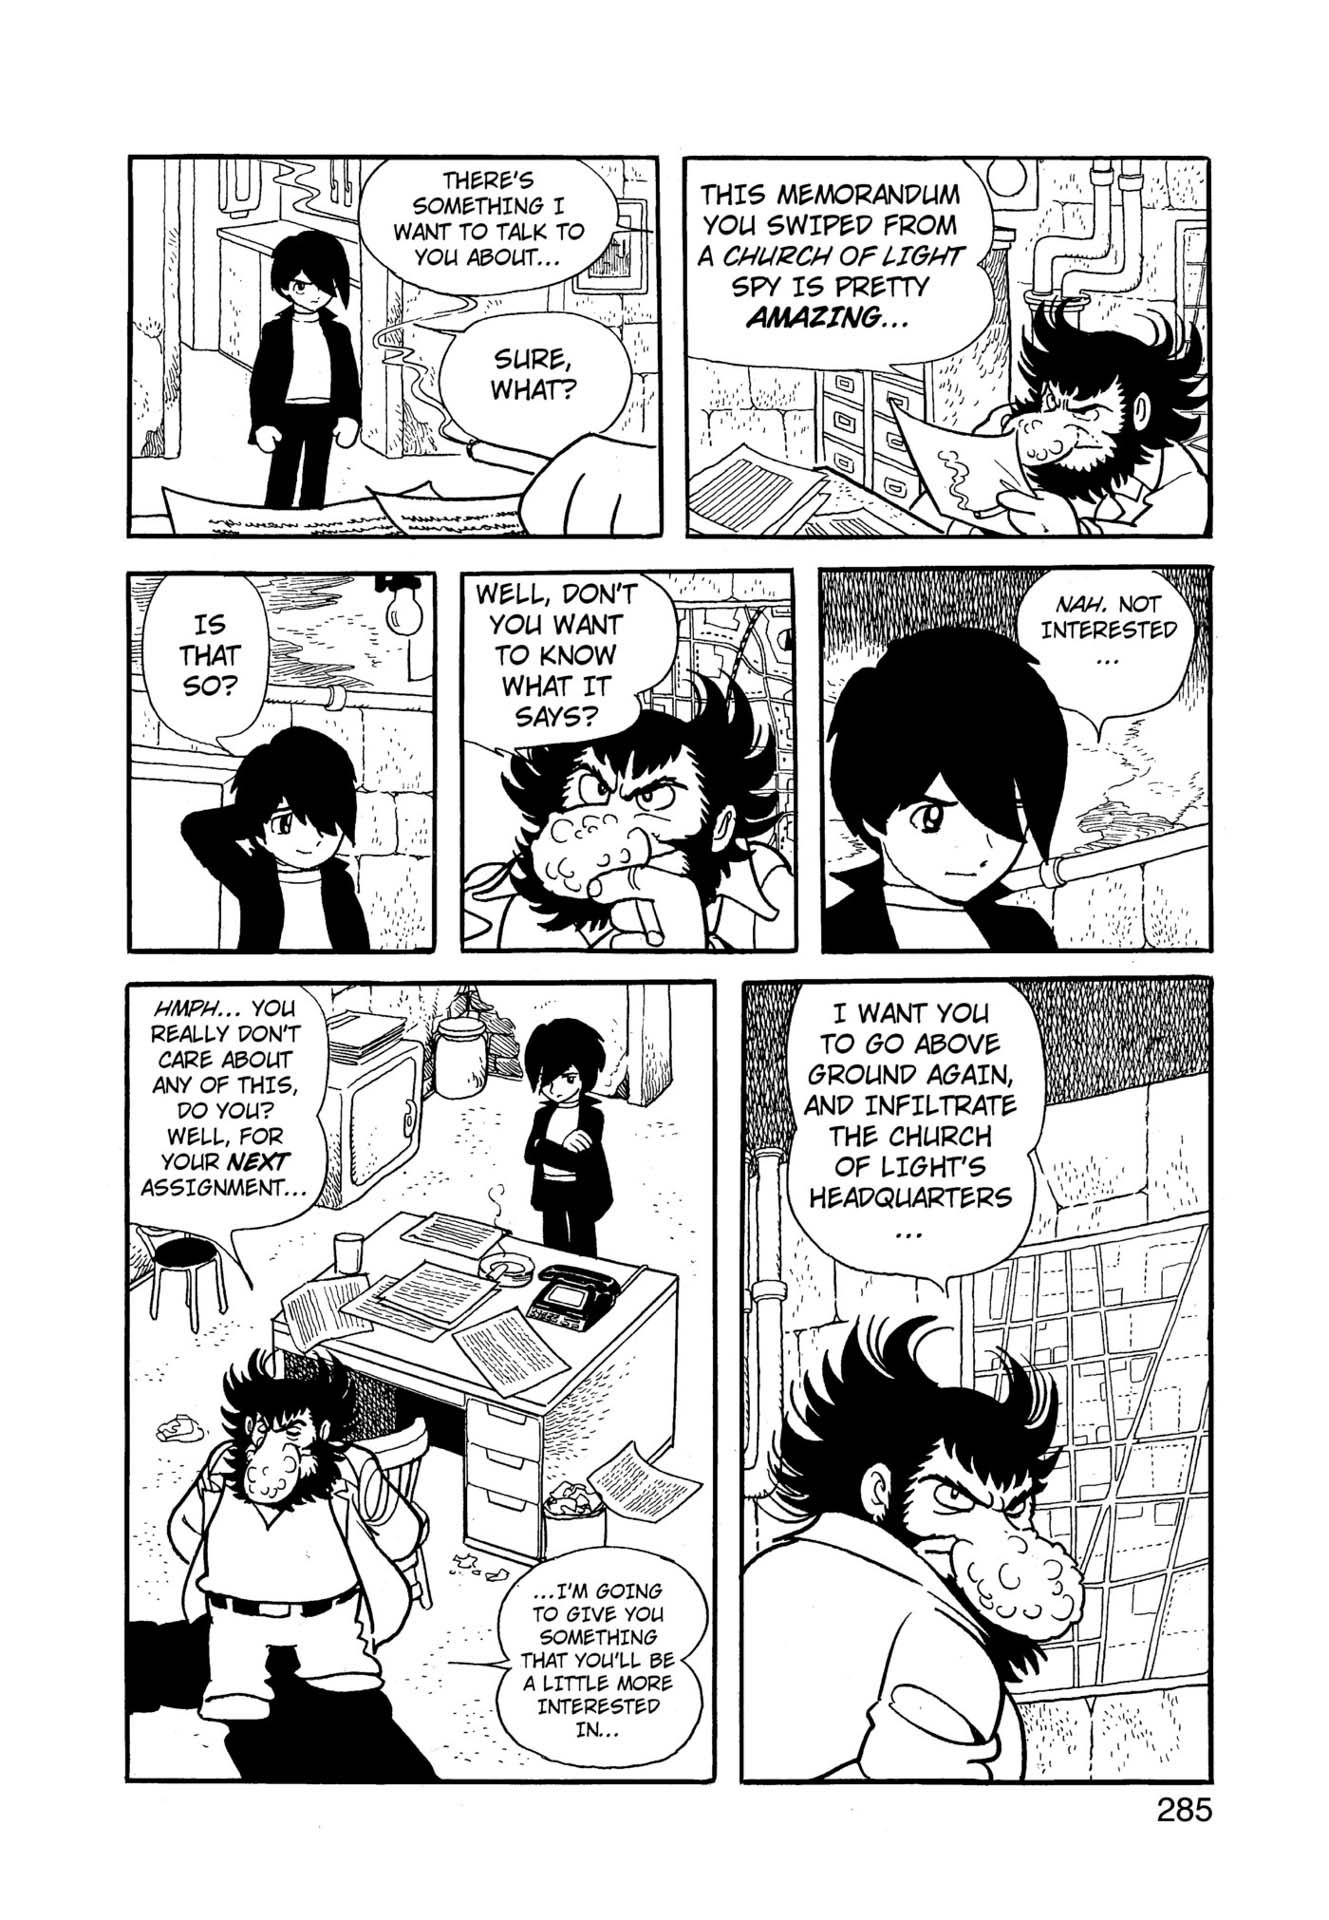 THERE'S
SOMETHING I
WANT TO TALK TO
YOU ABOUT...
SURE,
WHAT?
THIS MEMORANDUM
YOU SWIPED FROM
A CHURCH OF LIGHT
SPY IS PRETTY
AMAZING...
IS
THAT
SO?
WELL, DON'T
YOU WANT
TO KNOW
WHAT IT
SAYS?
NAH. NOT
INTERESTED
...
HMPH... YOU
REALLY DON'T
CARE ABOUT
ANY OF THIS,
DO YOU?
WELL, FOR
YOUR NEXT
ASSIGNMENT...
...I'M GOING
TO GIVE YOU
SOMETHING
THAT YOU'LL BE
A LITTLE MORE
INTERESTED
IN...
I WANT YOU
TO GO ABOVE
GROUND AGAIN,
AND INFILTRATE
THE CHURCH
OF LIGHT'S
HEADQUARTERS
...
285